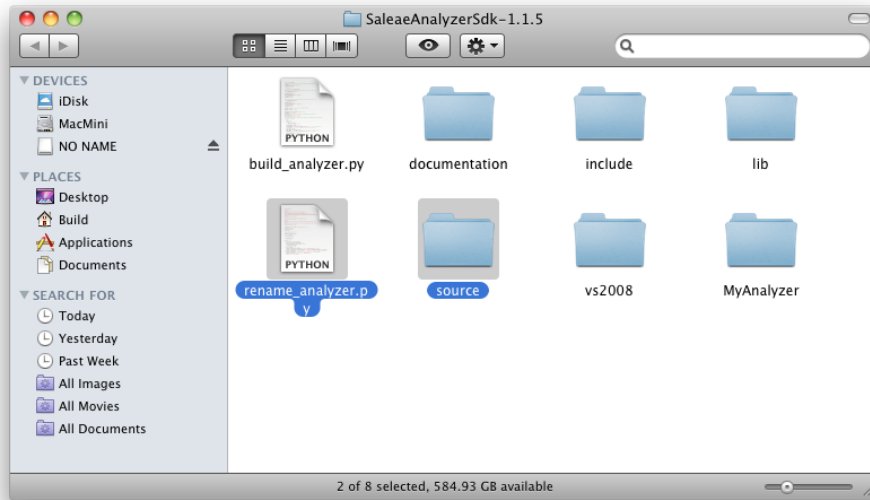 SaleaeAnalyzerSdk-1.1.5
DEVICES
iDisk
MacMini
NO NAME
PLACES
Desktop
Build
Applications
Documents
SEARCH FOR
Today
Yesterday
Past Week
All Images
All Movies
All Documents
PYTHON
build_analyzer.py
documentation
include
lib
PYTHON
rename_analyzer.p
y
source
vs2008
MyAnalyzer
2 of 8 selected, 584.93 GB available